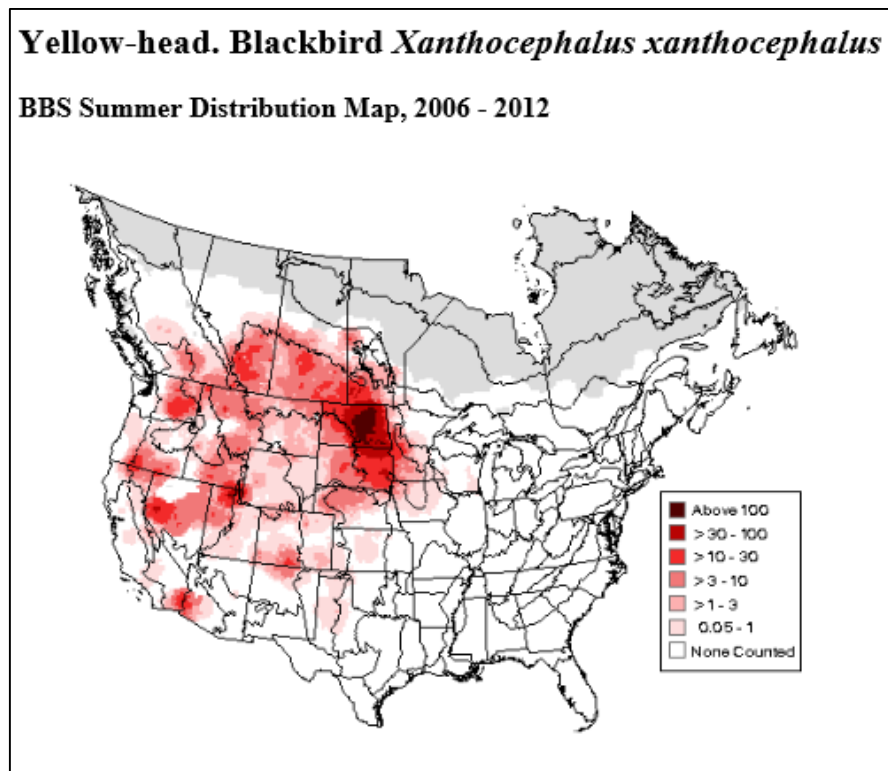 Yellow-head. Blackbird Xanthocephalus xanthocephalus
BBS Summer Distribution Map, 2006 - 2012
Above 100
>30 - 100
>10 - 30
>3 - 10
>1 - 3
0.05 - 1
None Counted